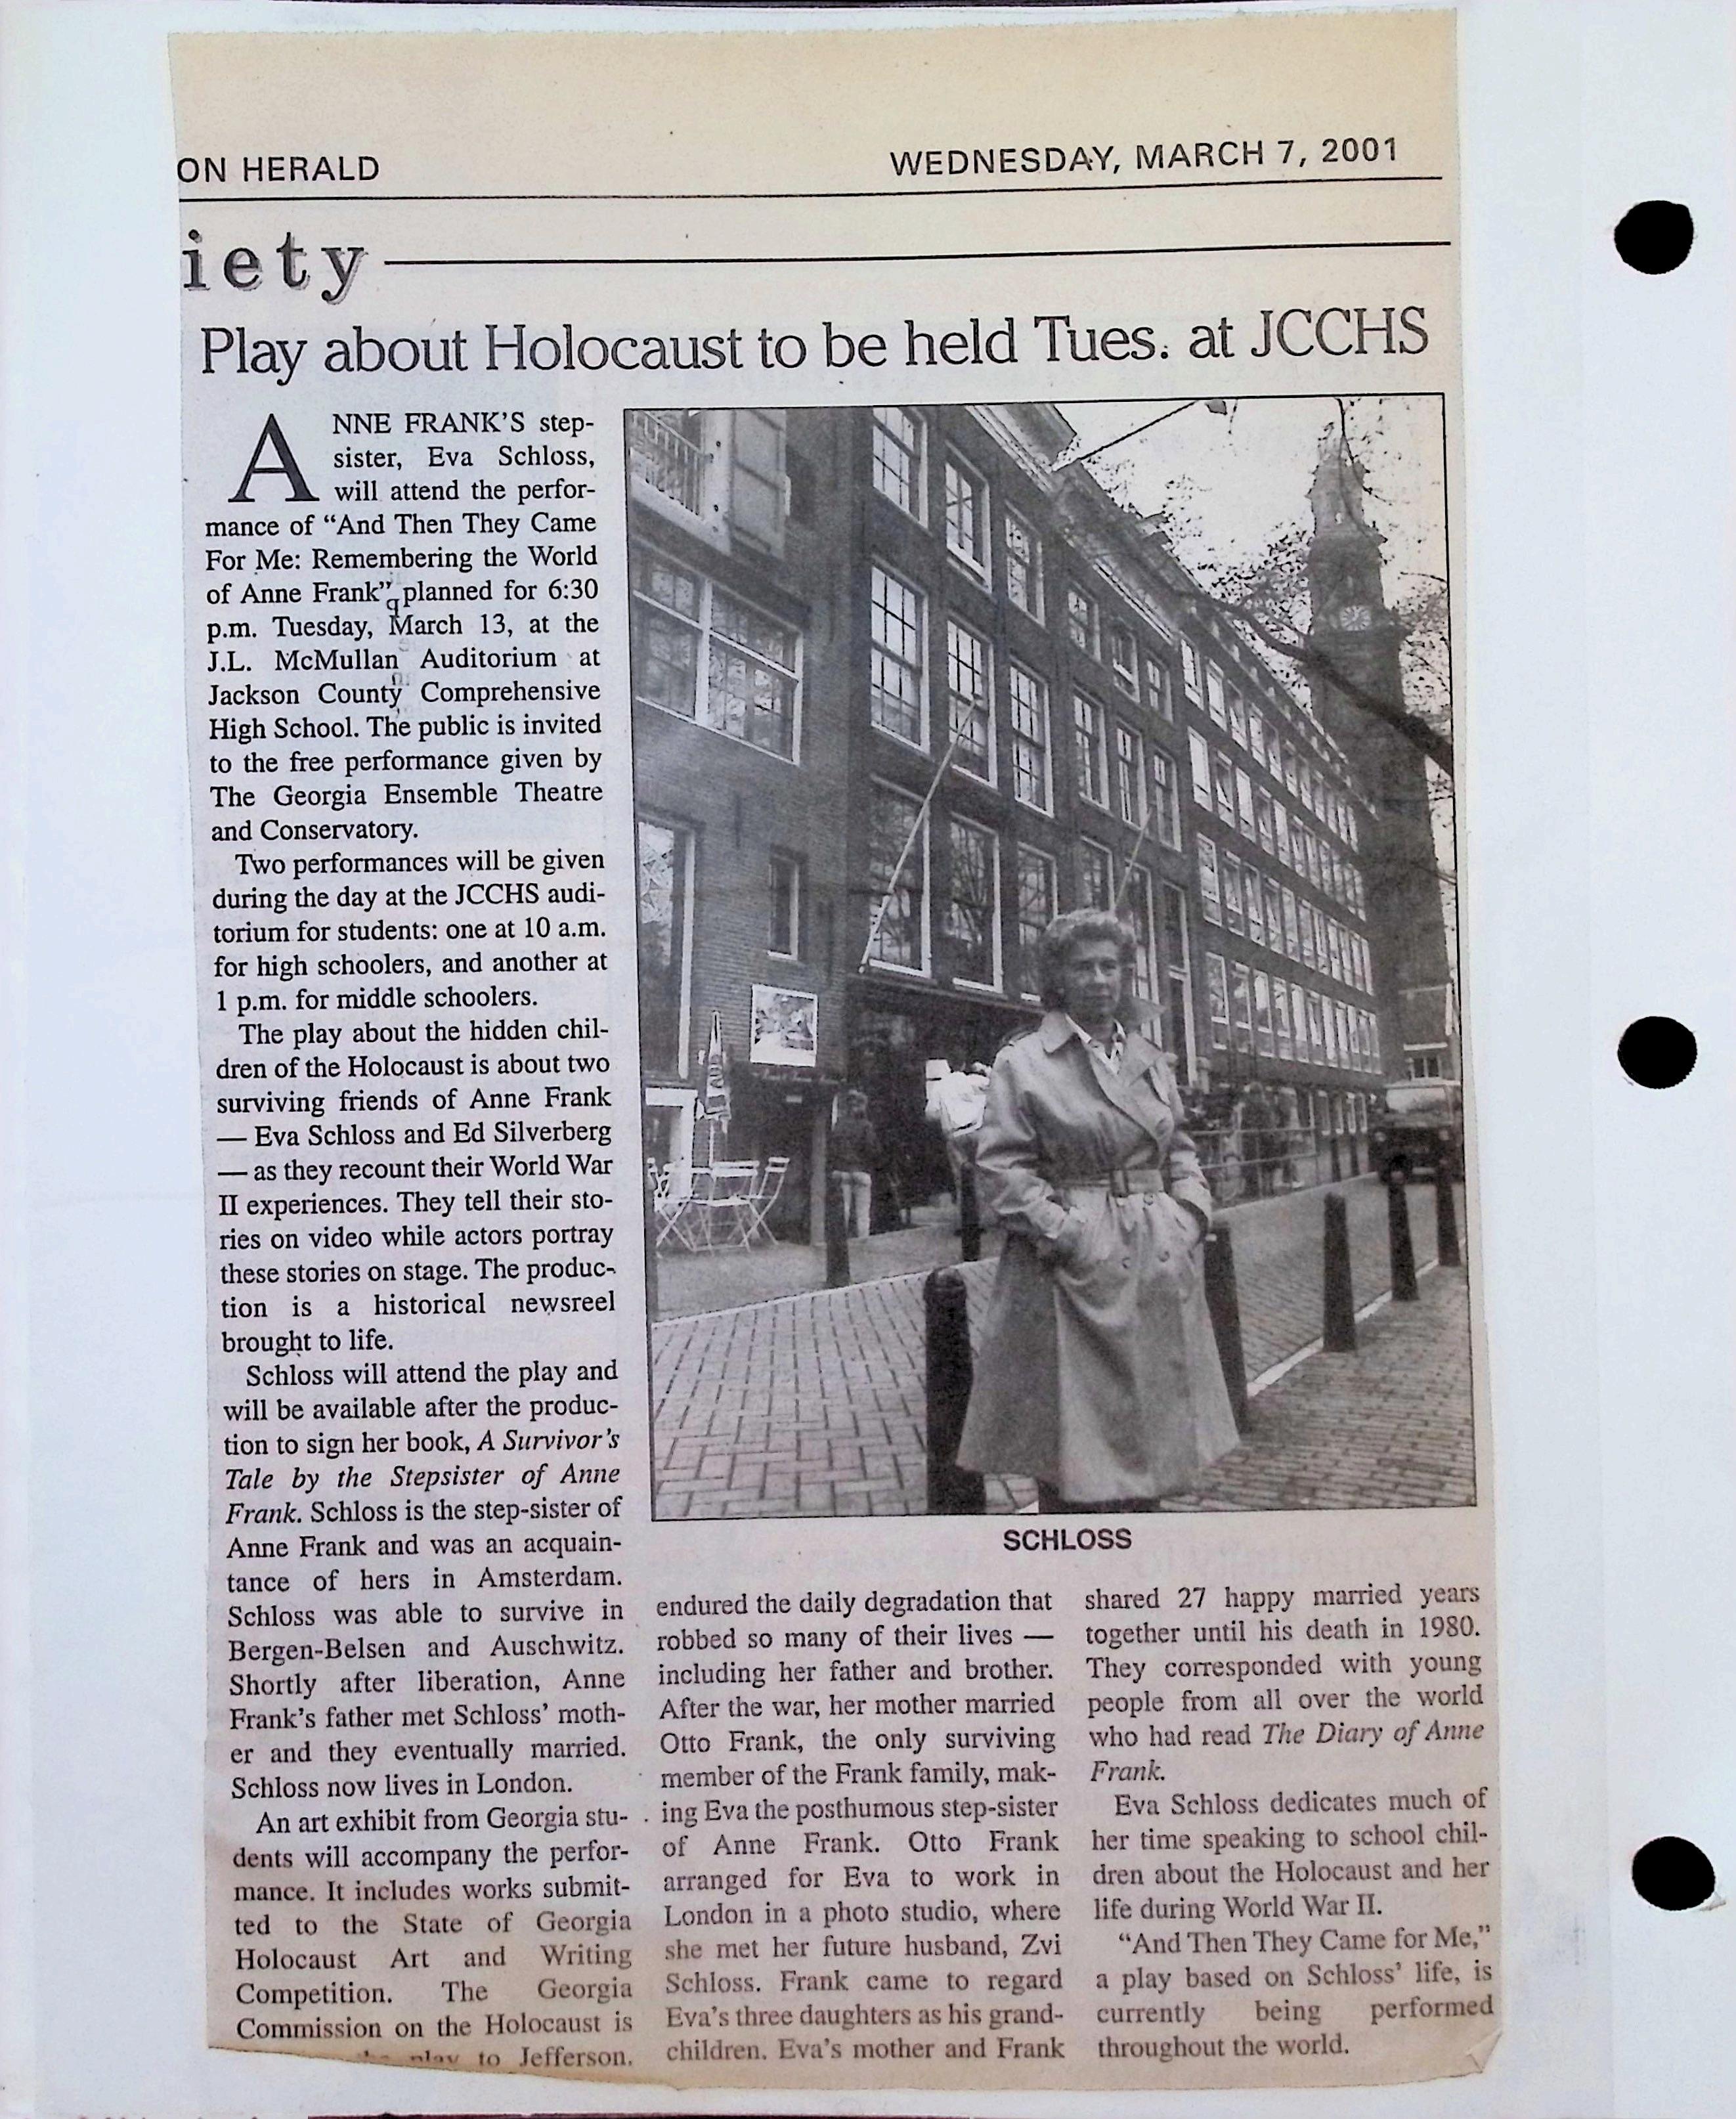 ON HERALD
WEDNESDAY, MARCH 7, 2001
iety
Play about Holocaust to be held Tues. at JCCHS
ANNE FRANK'S step-
sister, Eva Schloss,
will attend the perfor-
mance of “And Then They Came
For Me: Remembering the World
of Anne Frank” planned for 6:30
p.m. Tuesday, March 13, at the
J.L. McMullan Auditorium at
Jackson County Comprehensive
High School. The public is invited
to the free performance given by
The Georgia Ensemble Theatre
and Conservatory.
Two performances will be given
during the day at the JCCHS audi-
torium for students: one at 10 a.m.
for high schoolers, and another at
1 p.m. for middle schoolers.
The play about the hidden chil-
dren of the Holocaust is about two
surviving friends of Anne Frank
— Eva Schloss and Ed Silverberg
— as they recount their World War
II experiences. They tell their sto-
ries on video while actors portray
these stories on stage. The produc-
tion is a historical newsreel
brought to life.
Schloss will attend the play and
will be available after the produc-
tion to sign her book, A Survivor's
Tale by the Stepsister of Anne
Frank. Schloss is the step-sister of
Anne Frank and was an acquain-
tance of hers in Amsterdam.
Schloss was able to survive in
Bergen-Belsen and Auschwitz.
Shortly after liberation, Anne
Frank's father met Schloss' moth-
er and they eventually married.
Schloss now lives in London.
An art exhibit from Georgia stu-
dents will accompany the perfor-
mance. It includes works submit-
ted to the State of Georgia
Holocaust Art and Writing
Competition. The Georgia
Commission on the Holocaust is
play to Jefferson.
SCHLOSS
endured the daily degradation that
robbed so many of their lives —
including her father and brother.
After the war, her mother married
Otto Frank, the only surviving
member of the Frank family, mak-
ing Eva the posthumous step-sister
of Anne Frank. Otto Frank
arranged for Eva to work in
London in a photo studio, where
she met her future husband, Zvi
Schloss. Frank came to regard
Eva's three daughters as his grand-
children. Eva's mother and Frank
shared 27 happy married years
together until his death in 1980.
They corresponded with young
people from all over the world
who had read The Diary of Anne
Frank.
Eva Schloss dedicates much of
her time speaking to school chil-
dren about the Holocaust and her
life during World War II.
“And Then They Came for Me,”
a play based on Schloss' life, is
currently being performed
throughout the world.